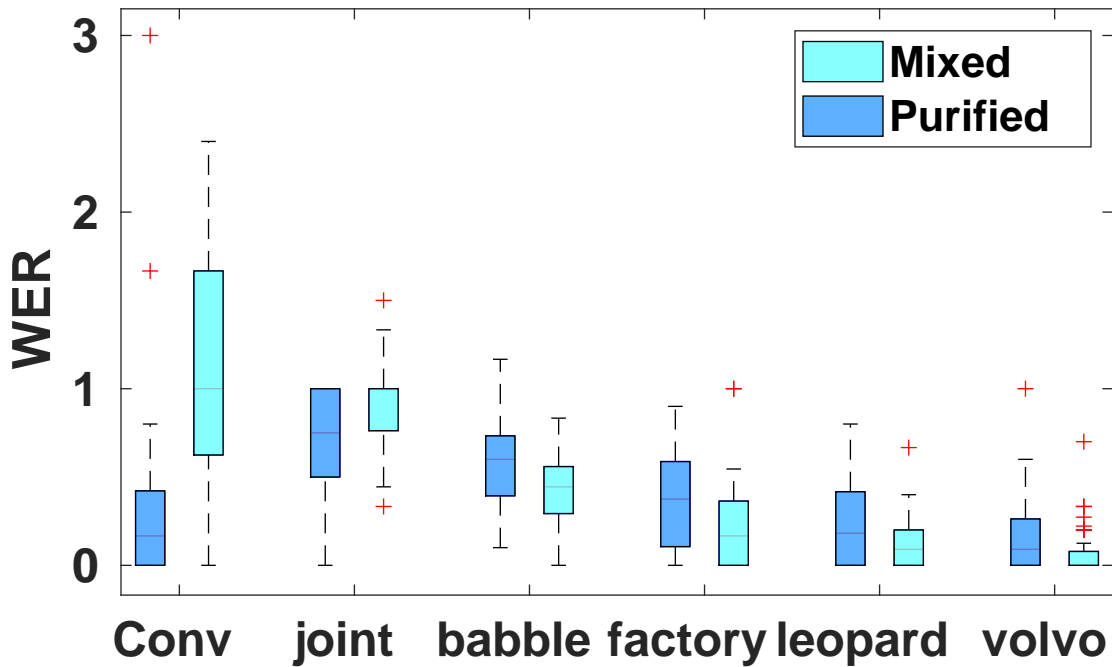 3
2
1
0
WER
Mixed
Purified
Conv joint babble factory leopard volvo